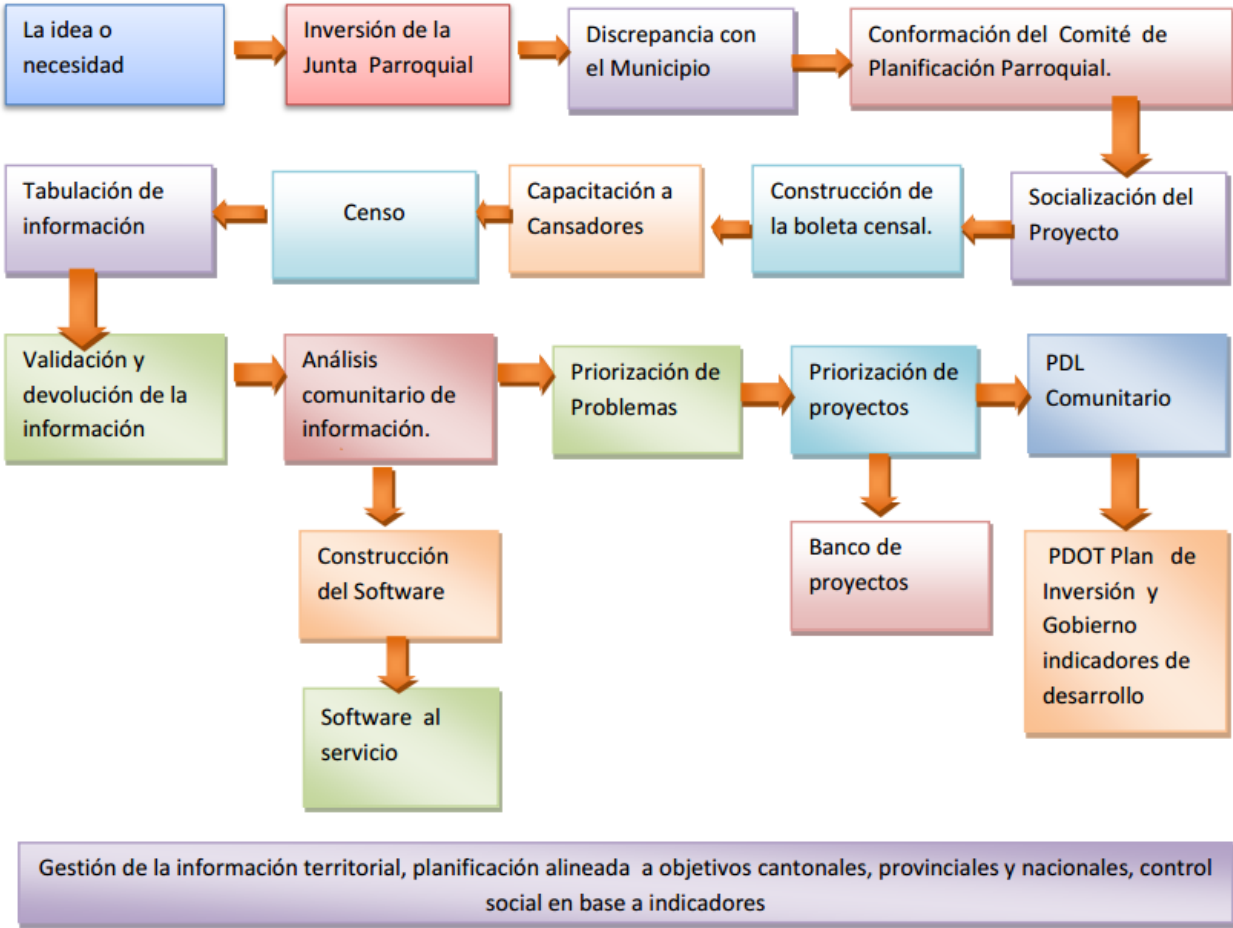 La idea o
necesidad
Inversión de la
Junta Parroquial
Discrepancia con
el Municipio
Conformación del Comité de
Planificación Parroquial.
Socialización del
Proyecto
Construcción de
la boleta censal.
Capacitación a
Cansadores
Censo
Tabulación de
información
Validación y
devolución de la
información
Análisis
comunitario de
información.
Priorización de
Problemas
Priorización de
proyectos
PDL
Comunitario
Construcción
del Software
Software al
servicio
Banco de
proyectos
PDOT Plan de
Inversión y
Gobierno
indicadores de
desarrollo
Gestión de la información territorial, planificación alineada a objetivos cantonales, provinciales y nacionales, control
social en base a indicadores